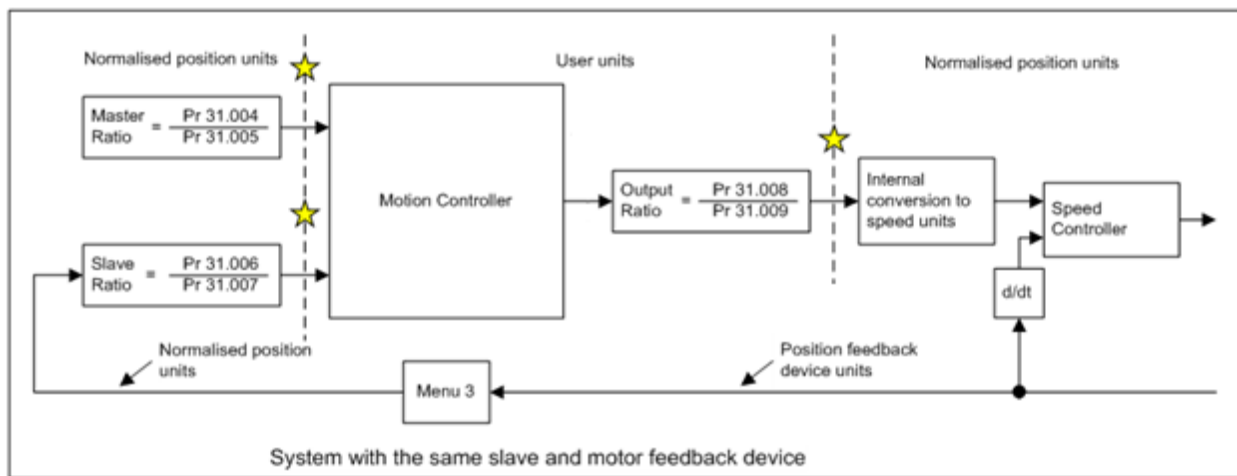 Normalised position units
User units
Normalised position units
Master
Ratio
=
Pr 31.004
Pr 31.005
Motion Controller
Output
Ratio
=
Pr 31.008
Pr 31.009
Internal
conversion to
speed units
Speed
Controller
Slave
Ratio
=
Pr 31.006
Pr 31.007
d/dt
Normalised position
units
Menu 3
Position feedback
device units
System with the same slave and motor feedback device